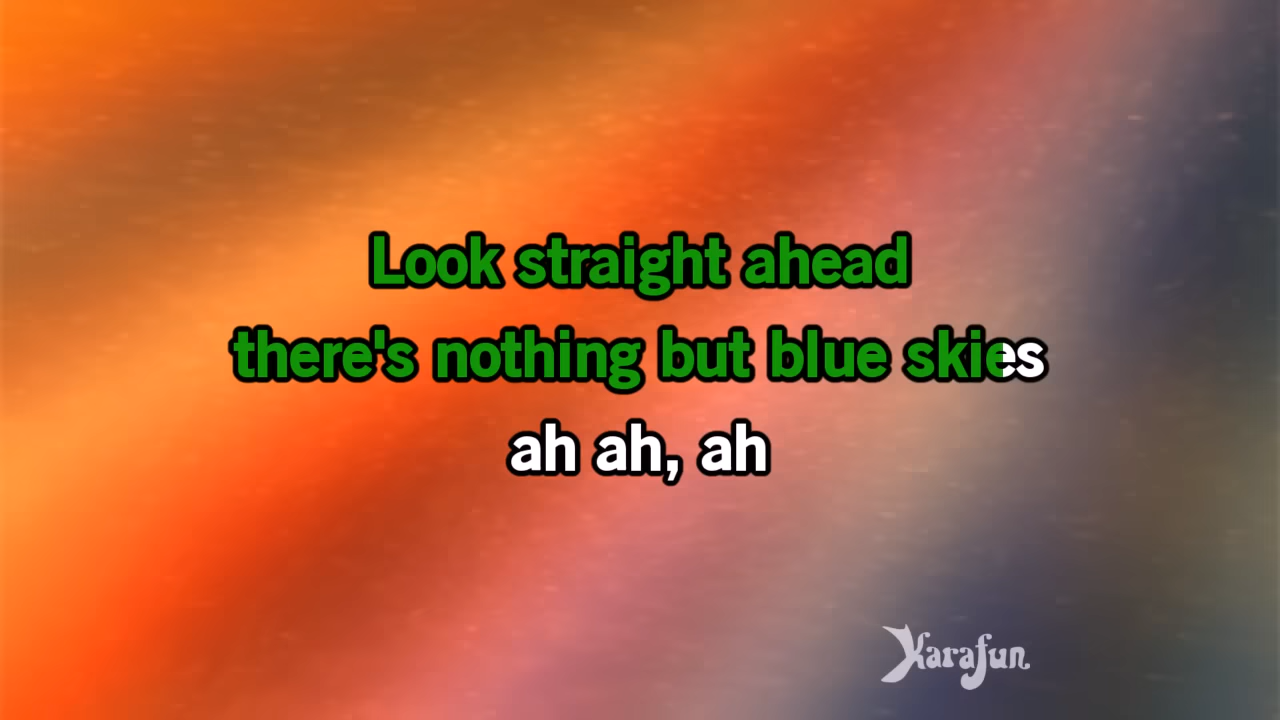 Look straight ahead
there's nothing but blue skies
ah ah, ah
Karafun